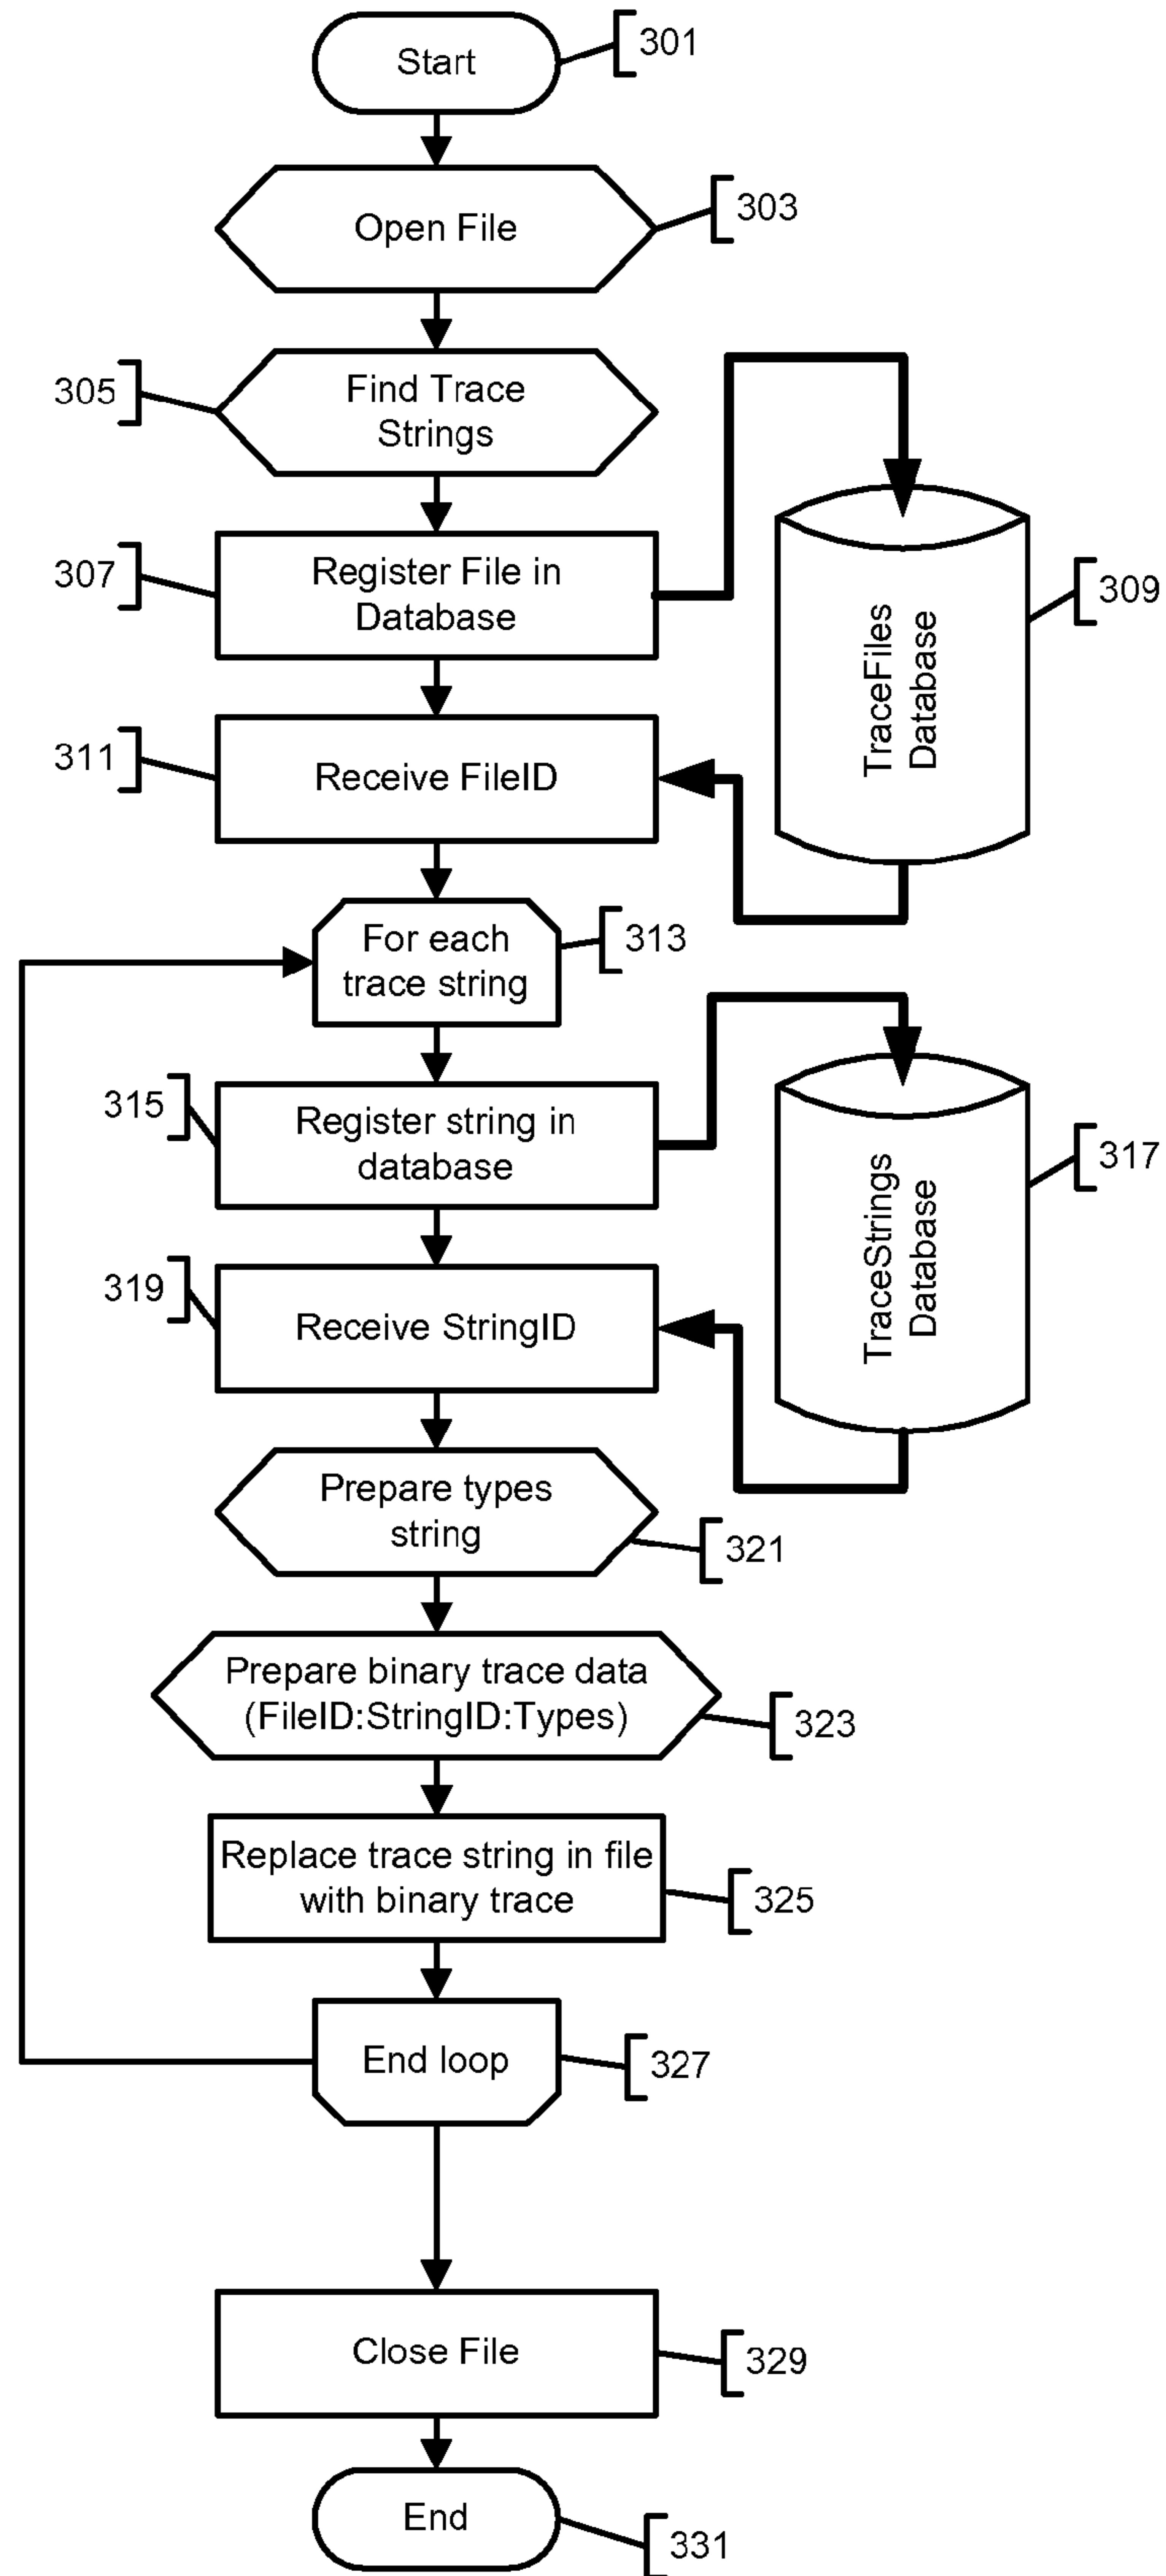 Start
301
Open File
303
305
Find Trace
Strings
307
Register File in
Database
TraceFiles
Database
309
311
Receive FileID
For each
trace string
313
315
Register string in
database
TraceStrings
Database
317
319
Receive StringID
Prepare types
string
321
Prepare binary trace data
(FileID:StringID:Types)
323
Replace trace string in file
with binary trace
325
End loop
327
Close File
329
End
331